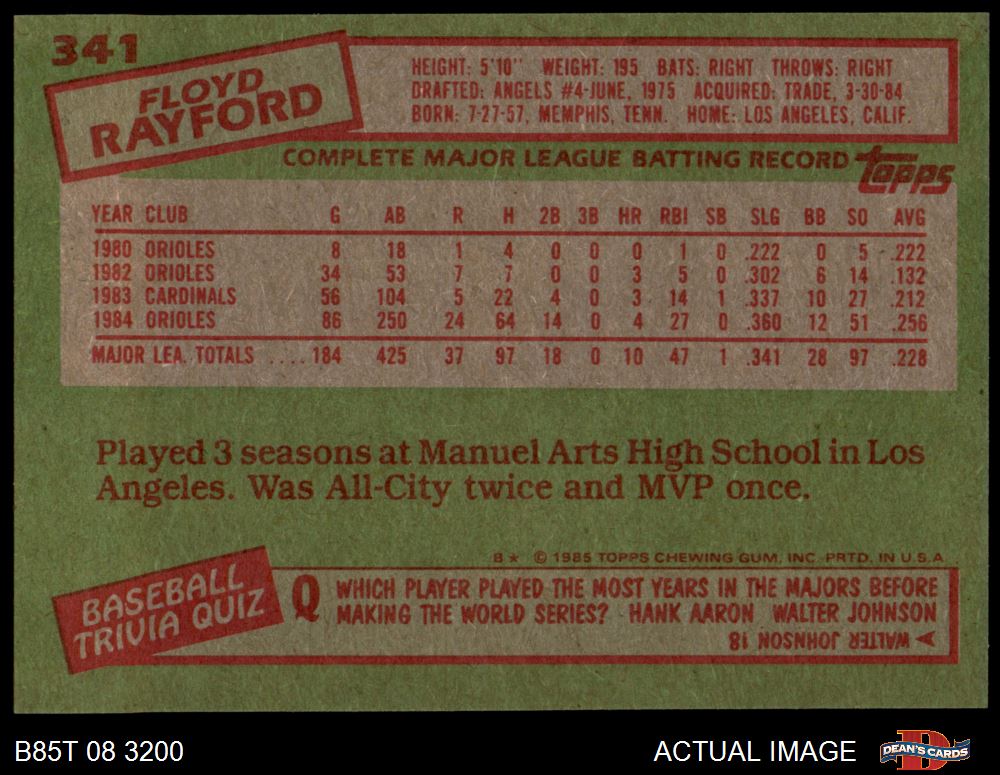 341
FLOYD
RAYFORD
HEIGHT: 5'10" WEIGHT: 195 BATS: RIGHT THROWS: RIGHT
DRAFTED: ANGELS #4-JUNE, 1975 ACQUIRED: TRADE, 3-30-84
BORN: 7-27-57, MEMPHIS, TENN. HOME: LOS ANGELES, CALIF.
COMPLETE MAJOR LEAGUE BATTING RECORD topps
YEAR CLUB G AB R H 2B 3B HR RBI SB SLG BB SO AVG
1980 ORIOLES 8 18 1 4 0 0 0 1 0 .222 0 5 .222
1982 ORIOLES 34 53 7 7 0 0 3 5 0 .302 6 14 .132
1983 CARDINALS 56 104 5 22 4 0 3 14 1 .337 10 27 .212
1984 ORIOLES 86 250 24 64 14 0 4 27 0 .360 12 51 .256
MAJOR LEA. TOTALS .... 184 425 37 97 18 0 10 47 1 .341 28 97 .228
Played 3 seasons at Manuel Arts High School in Los
Angeles. Was All-City twice and MVP once.
B★ © 1985 TOPPS CHEWING GUM, INC. PRTD. IN U.S.A.
BASEBALL
TRIVIA QUIZ
Q WHICH PLAYER PLAYED THE MOST YEARS IN THE MAJORS BEFORE
MAKING THE WORLD SERIES? HANK AARON WALTER JOHNSON
A WALTER JOHNSON 18
B85T 08 3200
ACTUAL IMAGE
D
DEAN'S CARDS